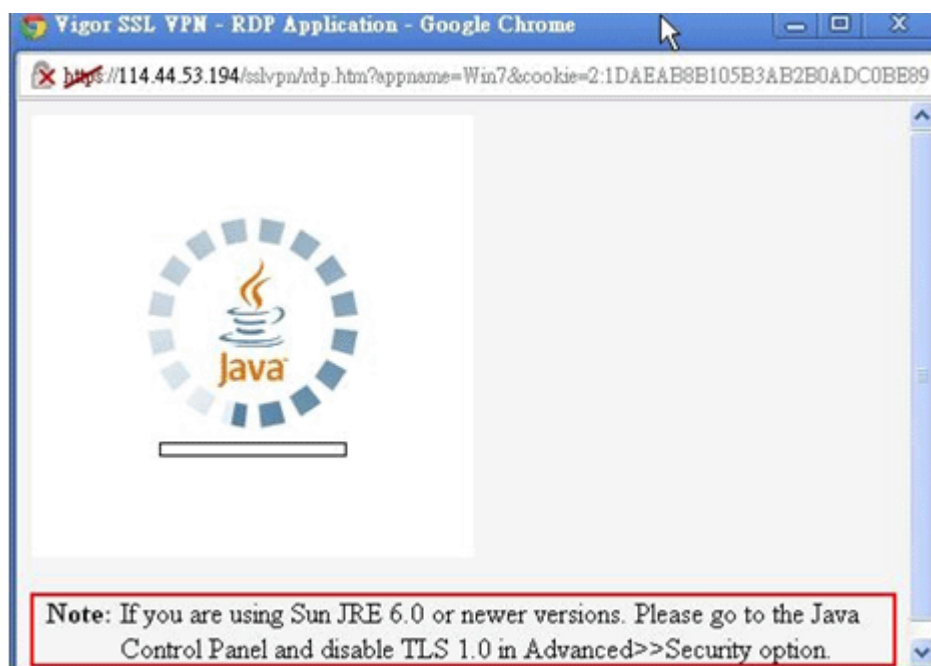 Vigor SSL VPN - RDP Application - Google Chrome
https://114.44.53.194/sslvpn/rdp.htm?appname=Win7&cookie=2:1DAEAB8B105B3AB2B0ADC0BE89
Java
Note: If you are using Sun JRE 6.0 or newer versions. Please go to the Java
Control Panel and disable TLS 1.0 in Advanced>>Security option.